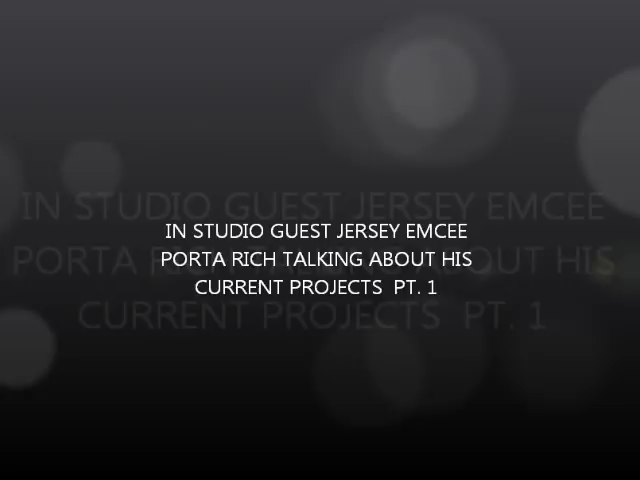 IN STUDIO GUEST JERSEY EMCEE
PORTA RICH TALKING ABOUT HIS
CURRENT PROJECTS  PT. 1